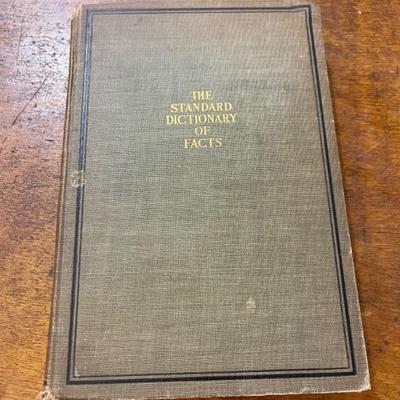 THE
STANDARD
DICTIONARY
OF
FACTS